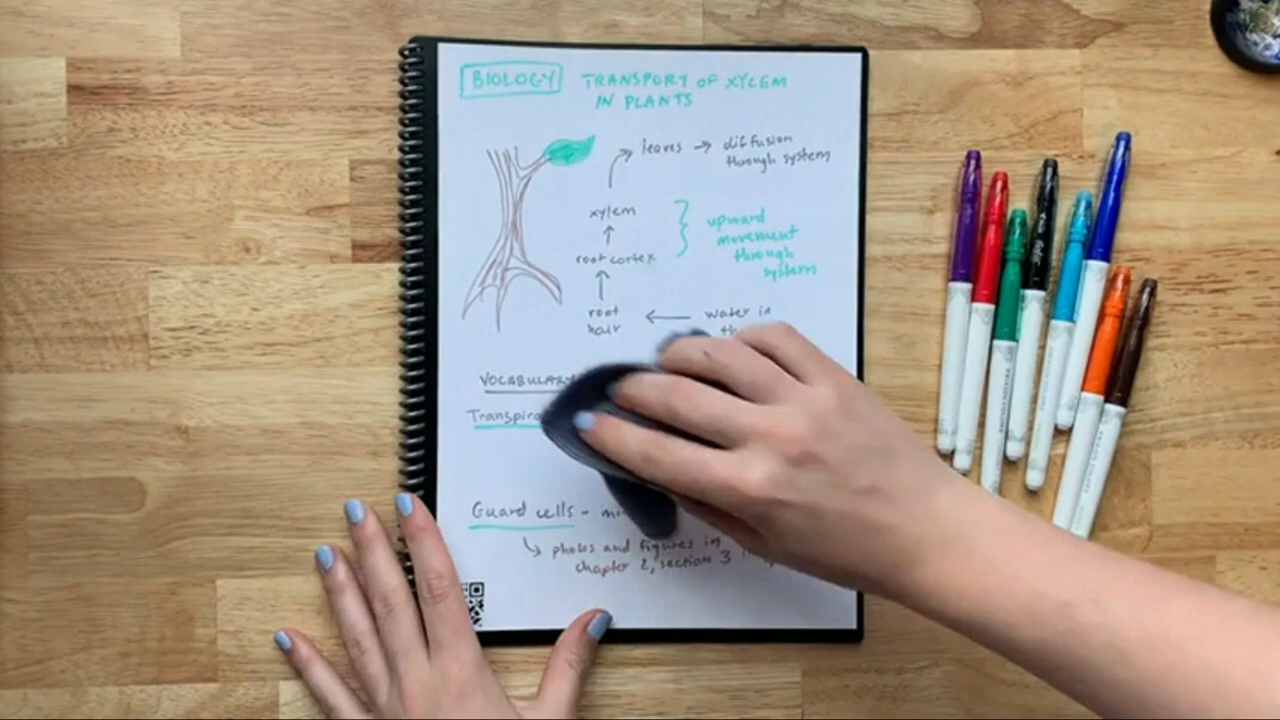 BIOLOGY TRANSPORT OF XYLEM
IN PLANTS
leaves → diffusion
through system
xylem
upward
movement
through
system
root cortex
root
hair
water in
VOCABULARY
Guard cells -
photos and figures in
chapter 2, section 3